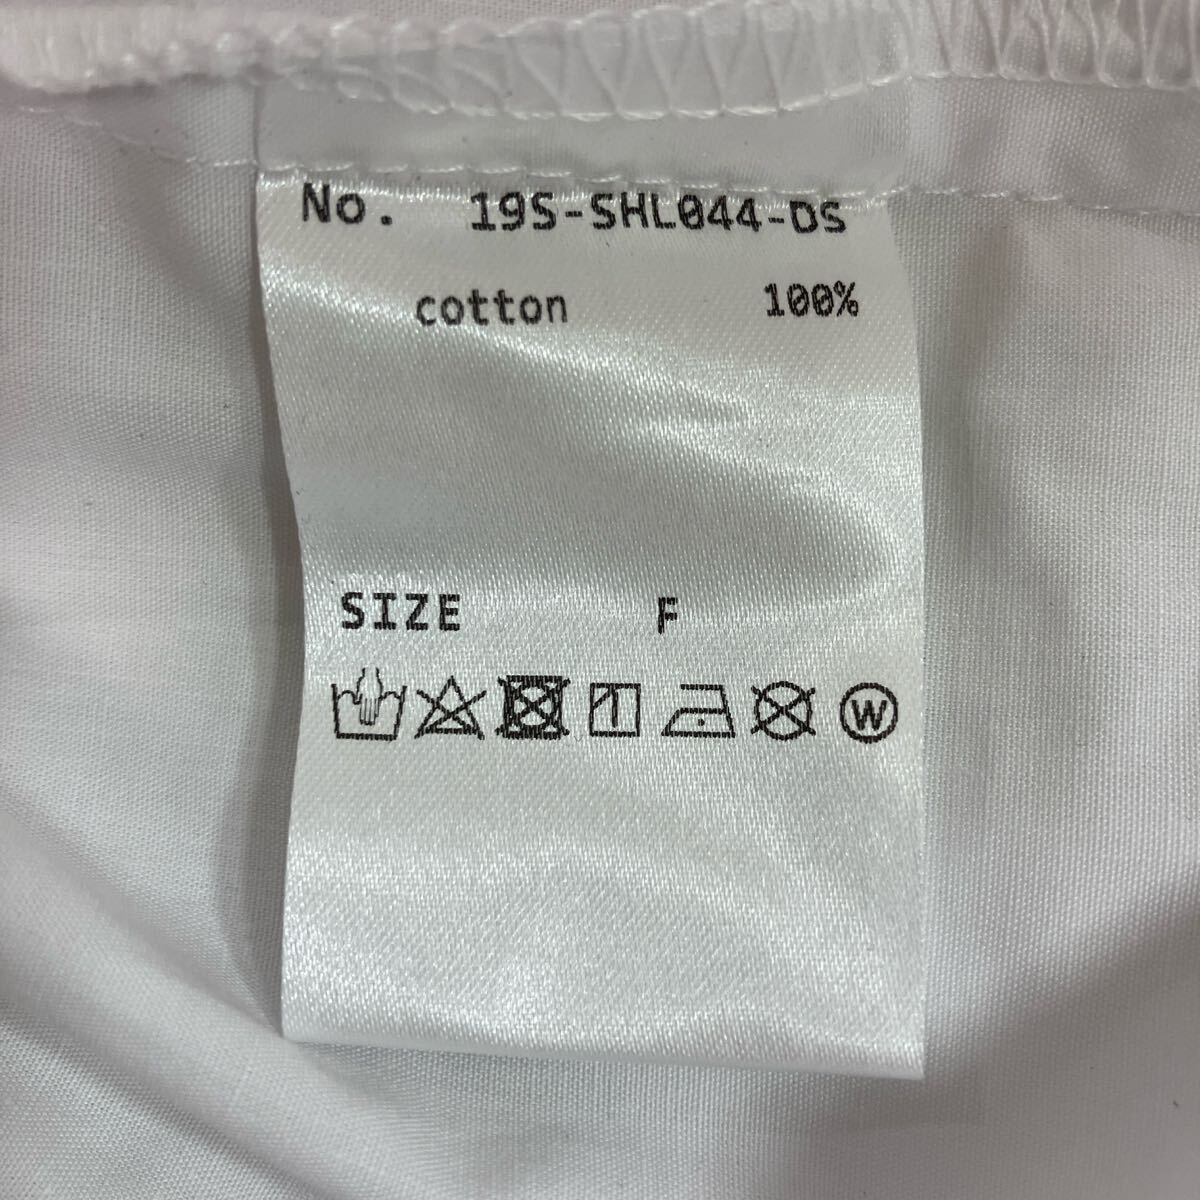 No. 19S-SHL044-DS
cotton 100%
SIZE F
W